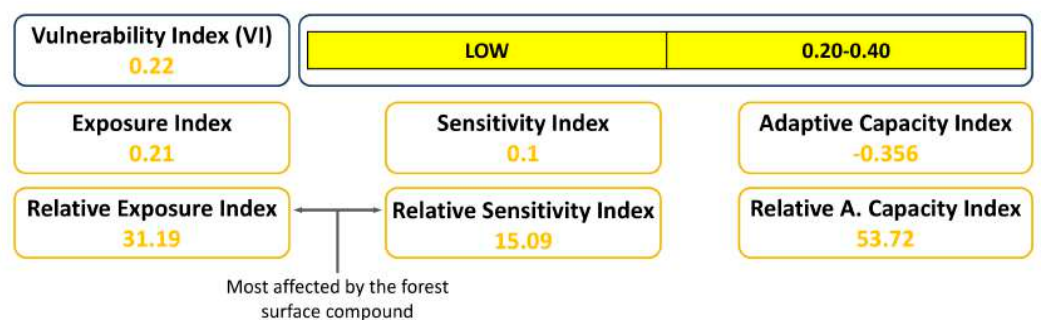 Vulnerability Index (VI)
0.22
LOW
0.20-0.40
Exposure Index
0.21
Sensitivity Index
0.1
Adaptive Capacity Index
-0.356
Relative Exposure Index
31.19
Relative Sensitivity Index
15.09
Relative A. Capacity Index
53.72
Most affected by the forest
surface compound